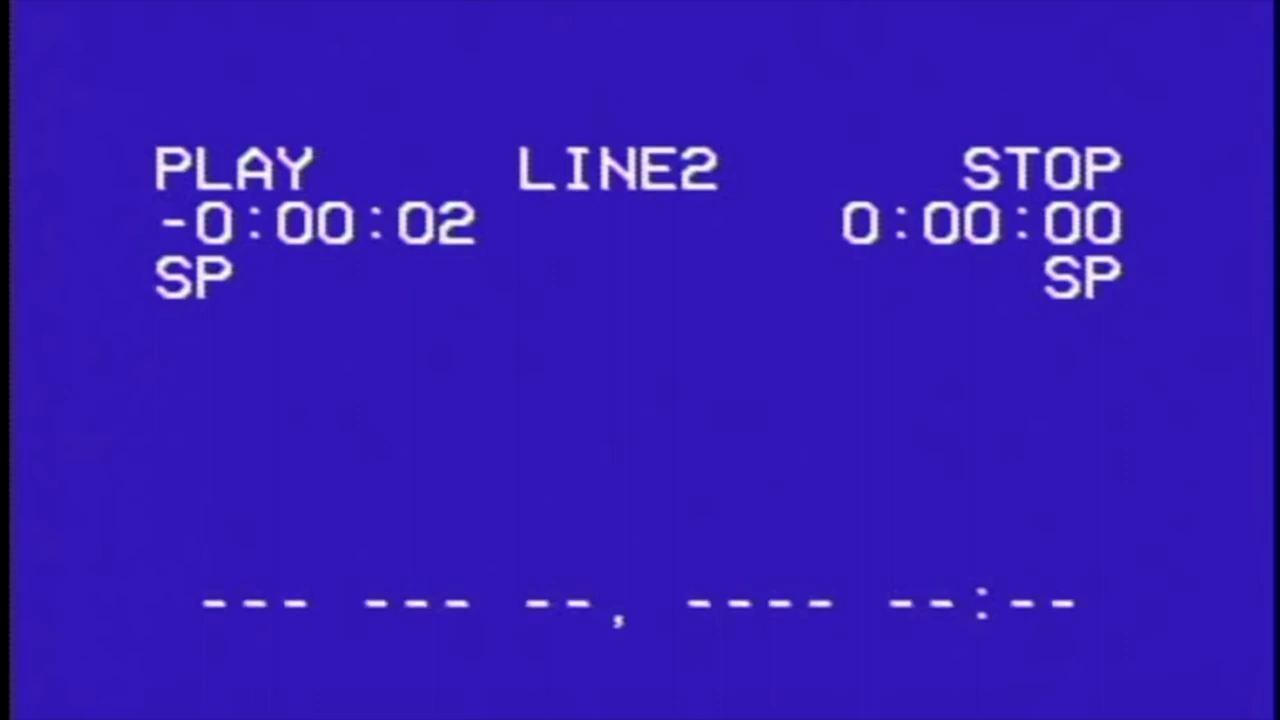 PLAY LINE2 STOP
-0:00:02 0:00:00
SP SP
--- --- --, ---- --:--